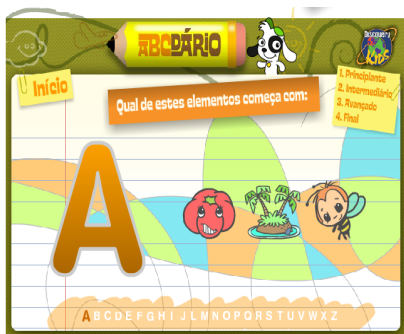 ABCDÁRIO
DISCOVERY
KIDS
Início
Qual de estes elementos começa com:
1. Principiante
2. Intermediário
3. Avançado
4. Final
A
A B C D E F G H I J L M N O P Q R S T U V W X Z